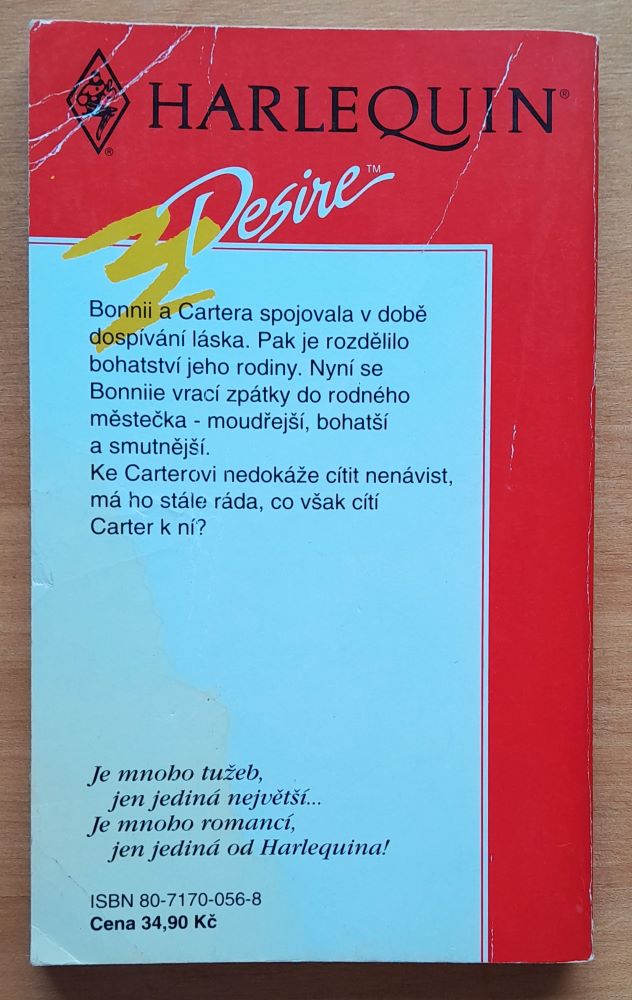 HARLEQUIN®
®
Desire™
Bonnii a Cartera spojovala v době
dospívání láska. Pak je rozdělilo
bohatství jeho rodiny. Nyní se
Bonniie vrací zpátky do rodného
městečka - moudřejší, bohatší
a smutnější.
Ke Carterovi nedokáže cítit nenávist,
má ho stále ráda, co však cítí
Carter k ní?
Je mnoho tužeb,
jen jediná největší...
Je mnoho romancí,
jen jediná od Harlequina!
ISBN 80-7170-056-8
Cena 34,90 Kč